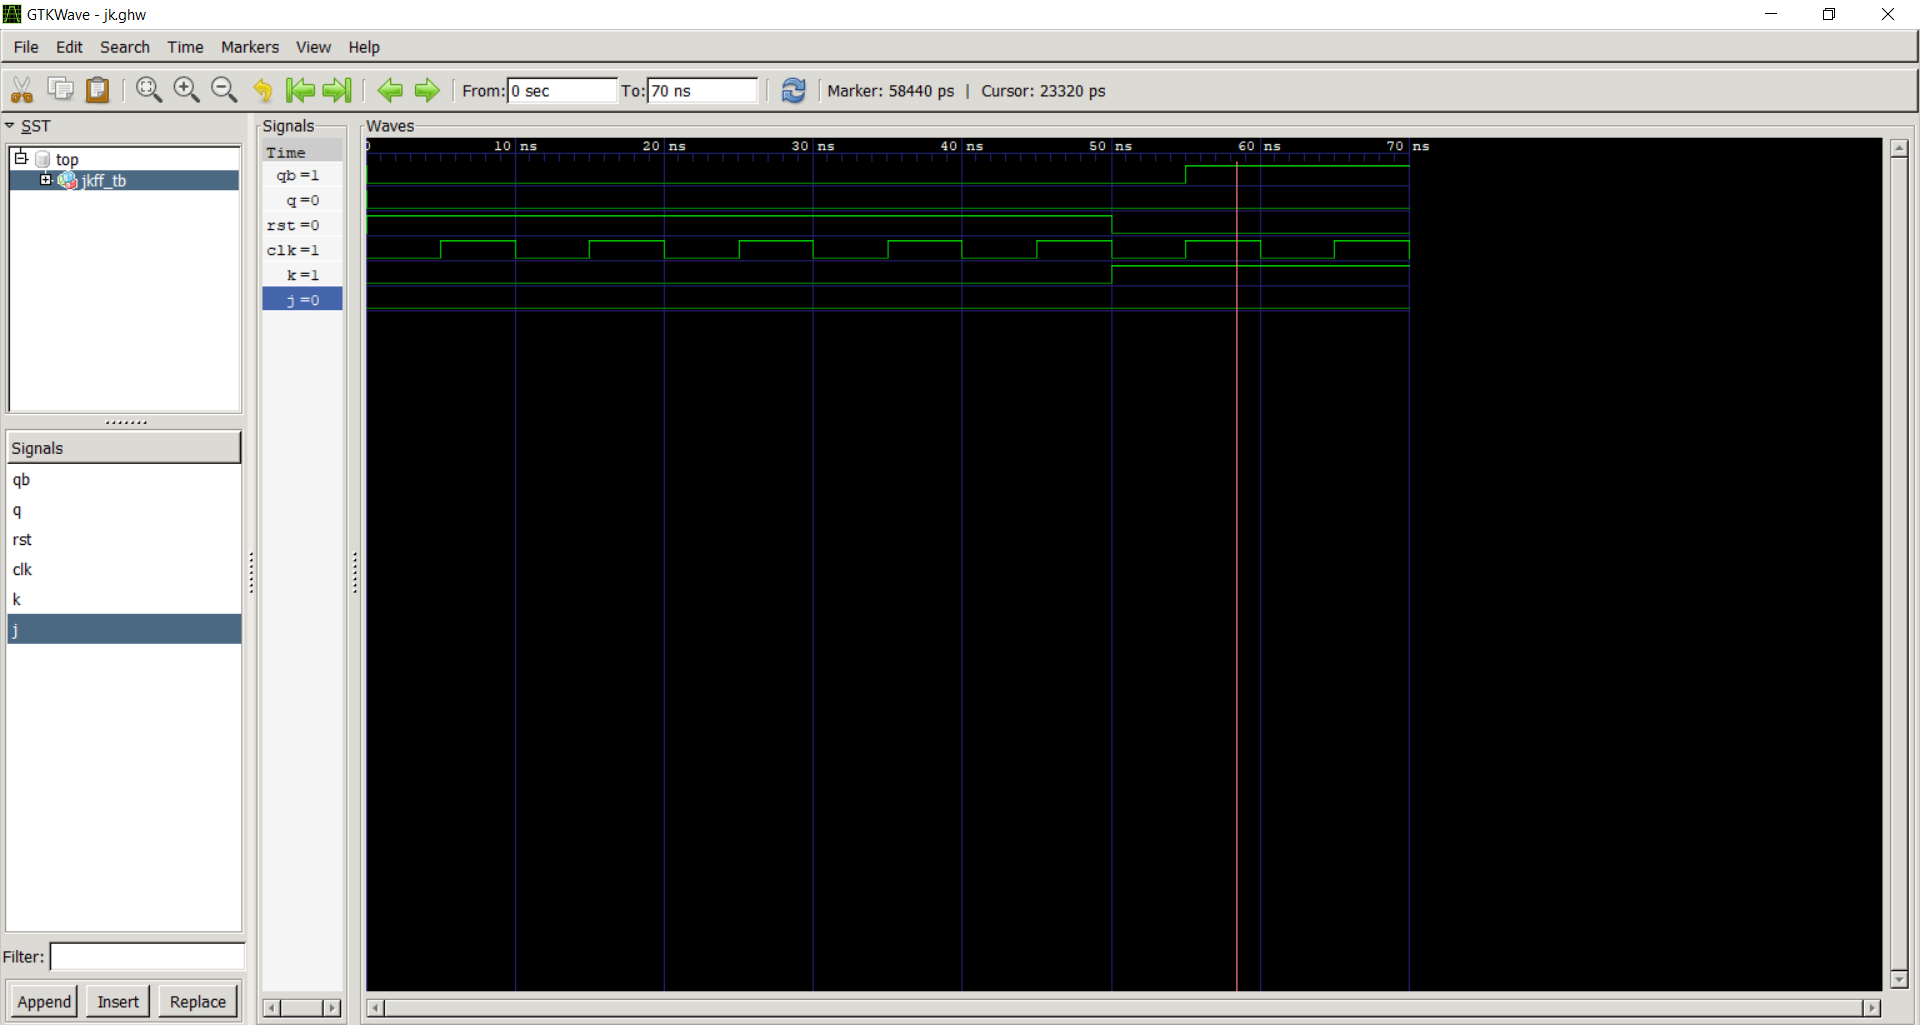 GTKWave - jk.ghw
File Edit Search Time Markers View Help
From: 0 sec To: 70 ns Marker: 58440 ps | Cursor: 23320 ps
SST
top
jkff_tb
Signals
qb
q
rst
clk
k
j
Filter:
Append Insert Replace
Signals
Time
qb=1
q=0
rst=0
clk=1
k=1
j=0
Waves
0 10 ns 20 ns 30 ns 40 ns 50 ns 60 ns 70 ns